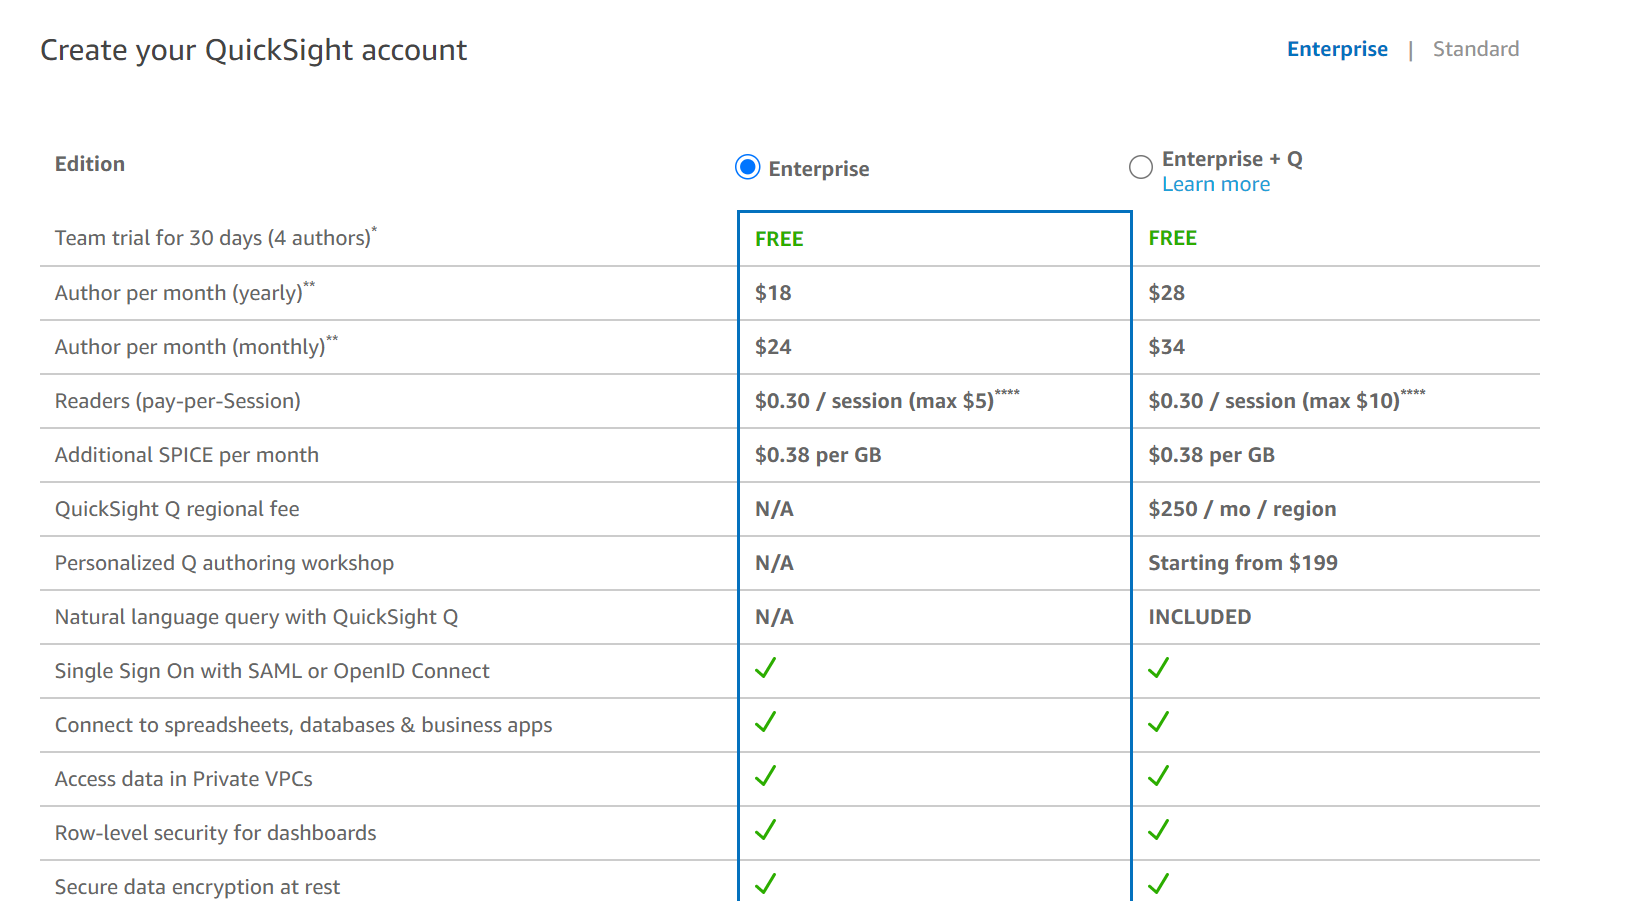 Create your QuickSight account
Enterprise | Standard
Edition
Enterprise
Enterprise + Q
Learn more
Team trial for 30 days (4 authors)* FREE FREE
Author per month (yearly)** $18 $28
Author per month (monthly)** $24 $34
Readers (pay-per-Session) $0.30 / session (max $5)**** $0.30 / session (max $10)****
Additional SPICE per month $0.38 per GB $0.38 per GB
QuickSight Q regional fee N/A $250 / mo / region
Personalized Q authoring workshop N/A Starting from $199
Natural language query with QuickSight Q N/A INCLUDED
Single Sign On with SAML or OpenID Connect
Connect to spreadsheets, databases & business apps
Access data in Private VPCs
Row-level security for dashboards
Secure data encryption at rest